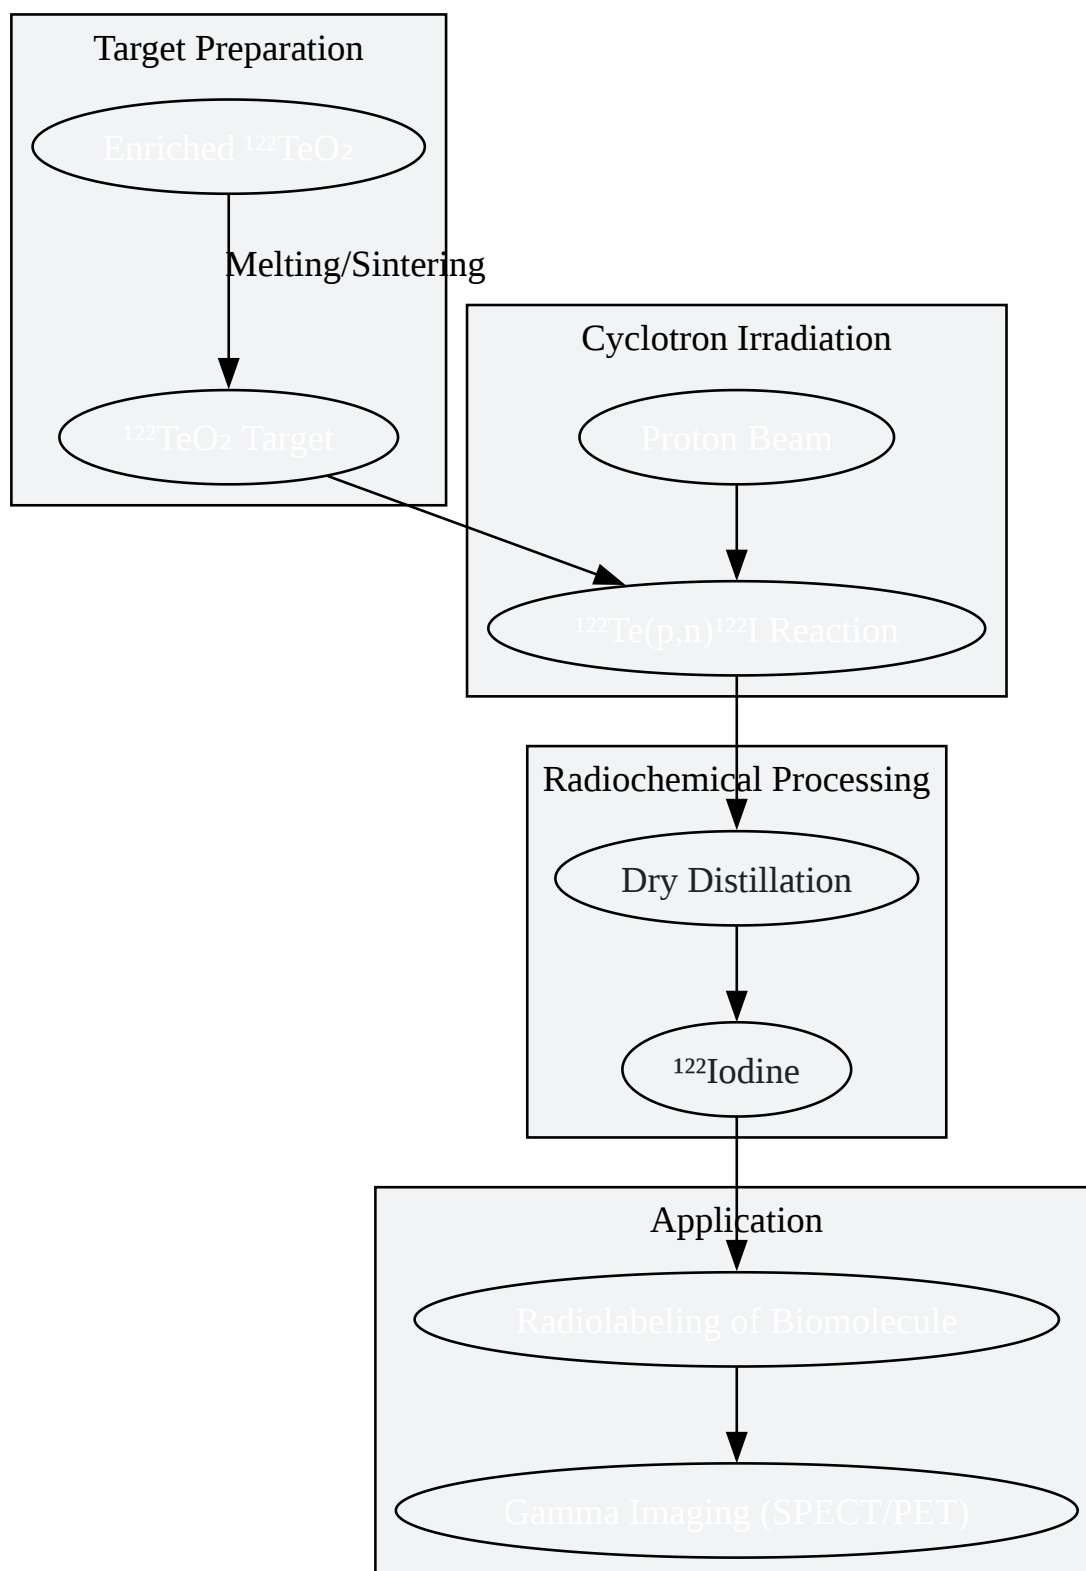 Target Preparation
Enriched ¹²²TeO₂
Melting/Sintering
¹²²TeO₂ Target
Cyclotron Irradiation
Proton Beam
¹²²Te(p,n)¹²²I Reaction
Radiochemical Processing
Dry Distillation
¹²²Iodine
Application
Radiolabeling of Biomolecule
Gamma Imaging (SPECT/PET)